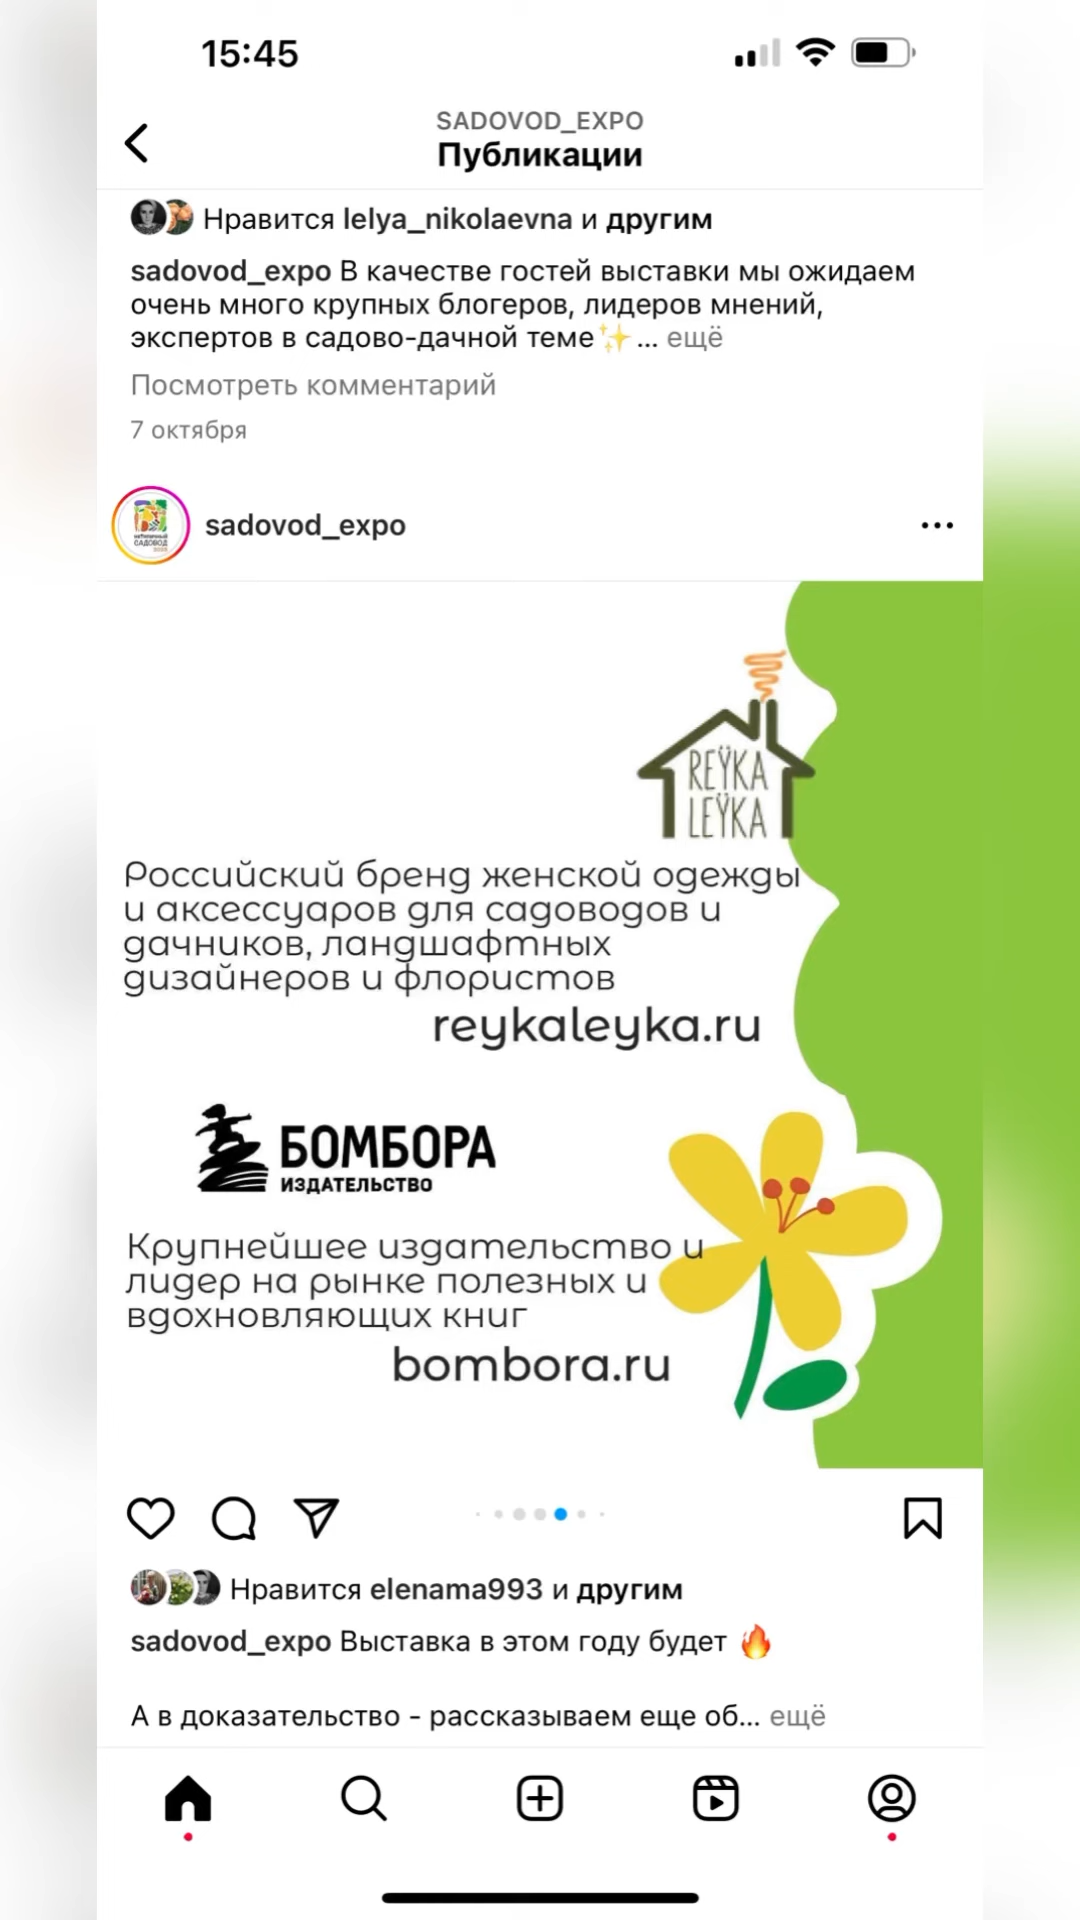 15:45
SADOVOD_EXPO
Публикации
Нравится lelya_nikolaevna и другим
sadovod_expo В качестве гостей выставки мы ожидаем
очень много крупных блогеров, лидеров мнений,
экспертов в садово-дачной теме✨... ещё
Посмотреть комментарий
7 октября
САДОВОД
sadovod_expo
REŸKA
LEŸKA
Российский бренд женской одежды
и аксессуаров для садоводов и
дачников, ландшафтных
дизайнеров и флористов
reykaleyka.ru
БОМБОРА
ИЗДАТЕЛЬСТВО
Крупнейшее издательство и
лидер на рынке полезных и
вдохновляющих книг
bombora.ru
Нравится elenama993 и другим
sadovod_expo Выставка в этом году будет 🔥
А в доказательство - рассказываем еще об... ещё